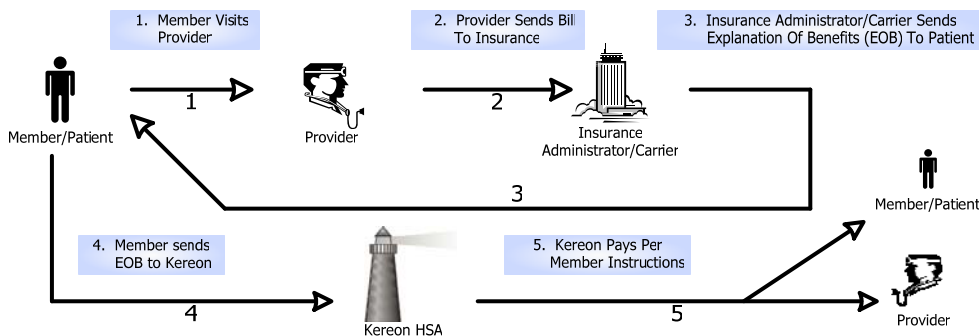 1. Member Visits
Provider
2. Provider Sends Bill
To Insurance
3. Insurance Administrator/Carrier Sends
Explanation Of Benefits (EOB) To Patient
1
2
Member/Patient
Provider
Insurance
Administrator/Carrier
3
Member/Patient
4. Member sends
EOB to Kereon
5. Kereon Pays Per
Member Instructions
4
5
Kereon HSA
Provider